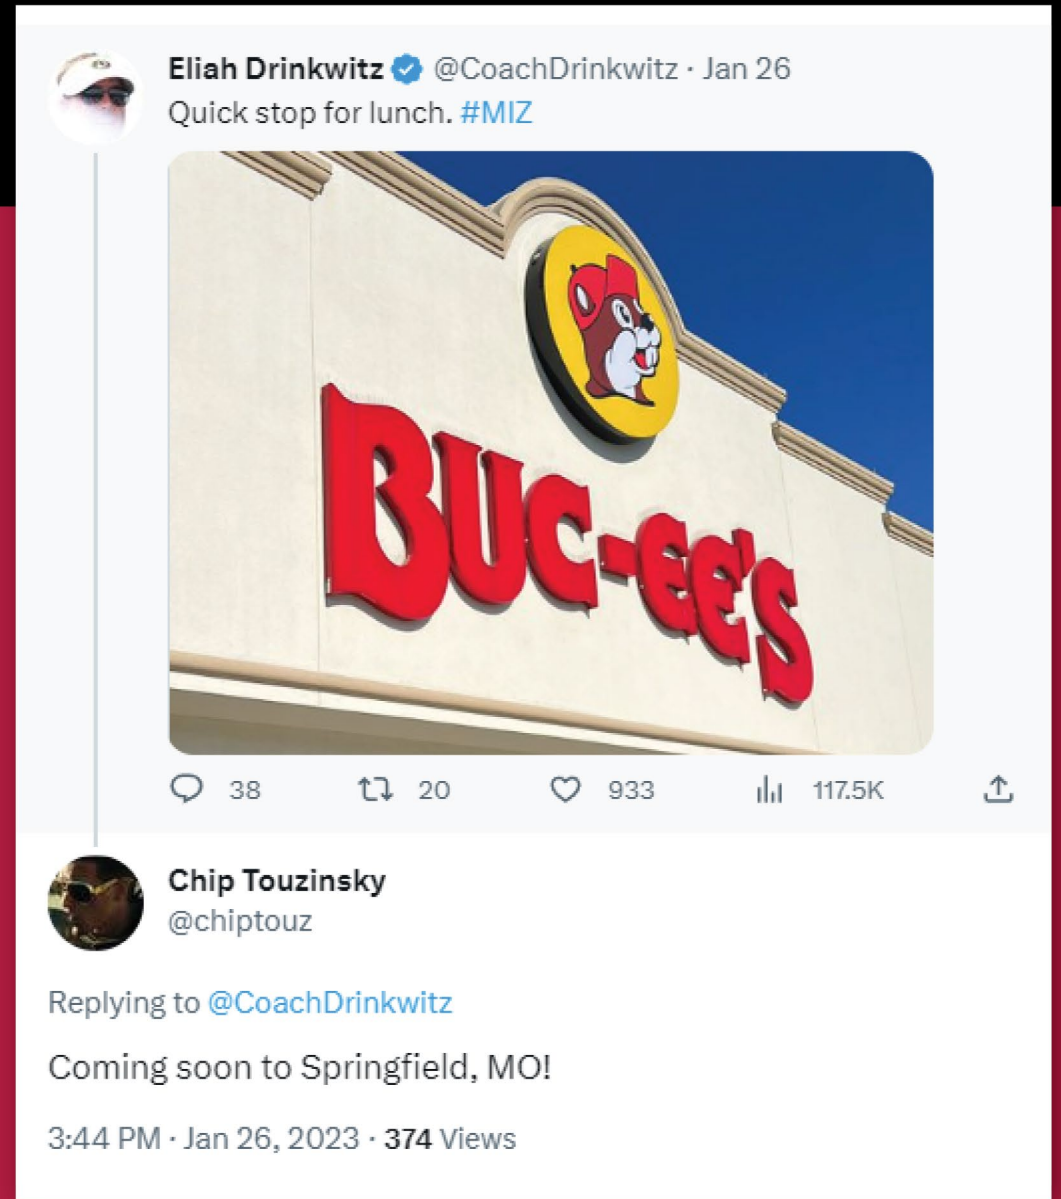 Eliah Drinkwitz @CoachDrinkwitz · Jan 26
Quick stop for lunch. #MIZ
BUC-EE'S
38 20 933 117.5K
Chip Touzinsky
@chiptouz
Replying to @CoachDrinkwitz
Coming soon to Springfield, MO!
3:44 PM · Jan 26, 2023 · 374 Views